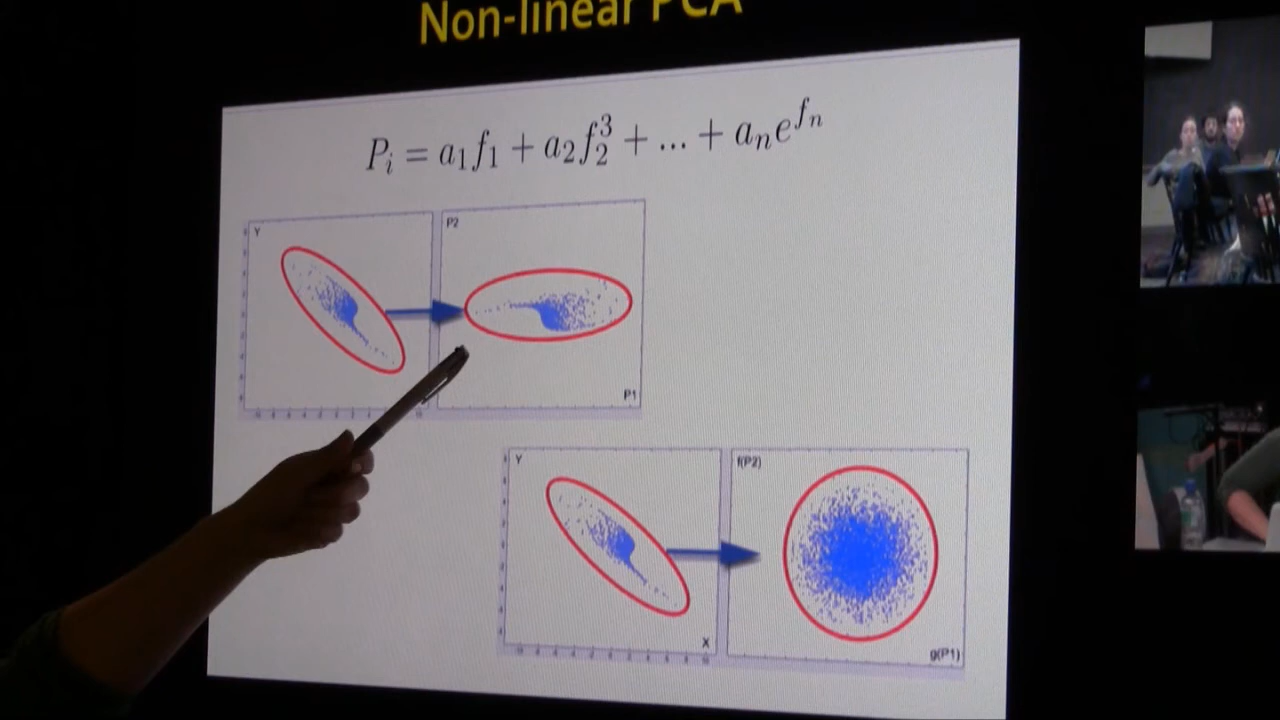 Non-linear PCA
P_i = a_1 f_1 + a_2 f_2^3 + ... + a_n e^{f_n}
Y
P2
P1
Y
X
f(P2)
g(P1)